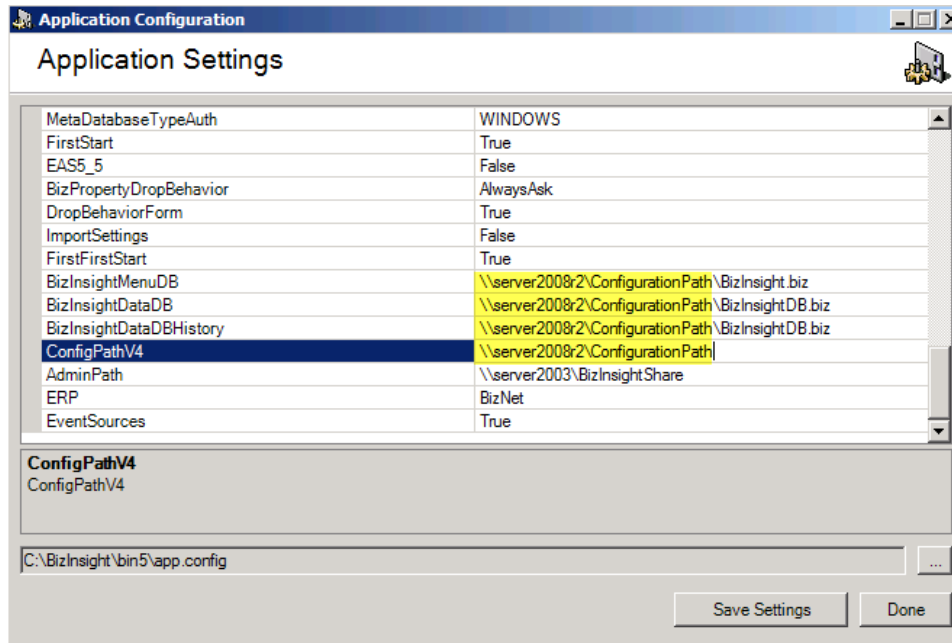 Application Configuration
Application Settings
MetaDatabaseTypeAuth WINDOWS
FirstStart True
EAS5_5 False
BizPropertyDropBehavior AlwaysAsk
DropBehaviorForm True
ImportSettings False
FirstFirstStart True
BizInsightMenuDB \\server2008r2\ConfigurationPath\BizInsight.biz
BizInsightDataDB \\server2008r2\ConfigurationPath\BizInsightDB.biz
BizInsightDataDBHistory \\server2008r2\ConfigurationPath\BizInsightDB.biz
ConfigPathV4 \\server2008r2\ConfigurationPath
AdminPath \\server2003\BizInsightShare
ERP BizNet
EventSources True
ConfigPathV4
ConfigPathV4
C:\BizInsight\bin5\app.config ...
Save Settings Done